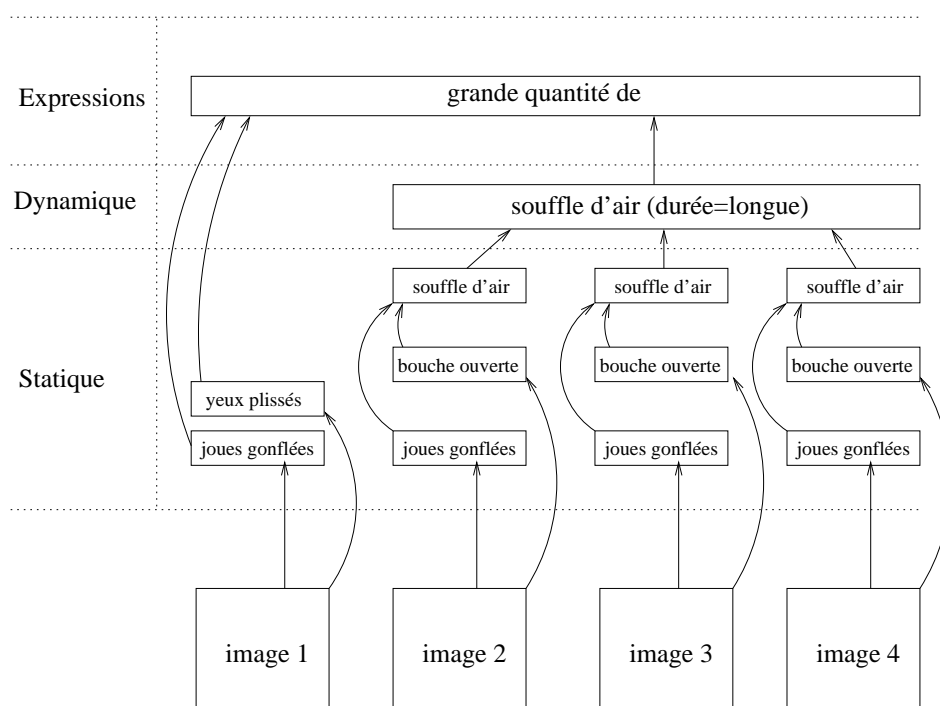 Expressions
grande quantité de
Dynamique
souffle d'air (durée=longue)
souffle d'air
souffle d'air
souffle d'air
Statique
bouche ouverte
bouche ouverte
bouche ouverte
yeux plissés
joues gonflées
joues gonflées
joues gonflées
joues gonflées
image 1
image 2
image 3
image 4